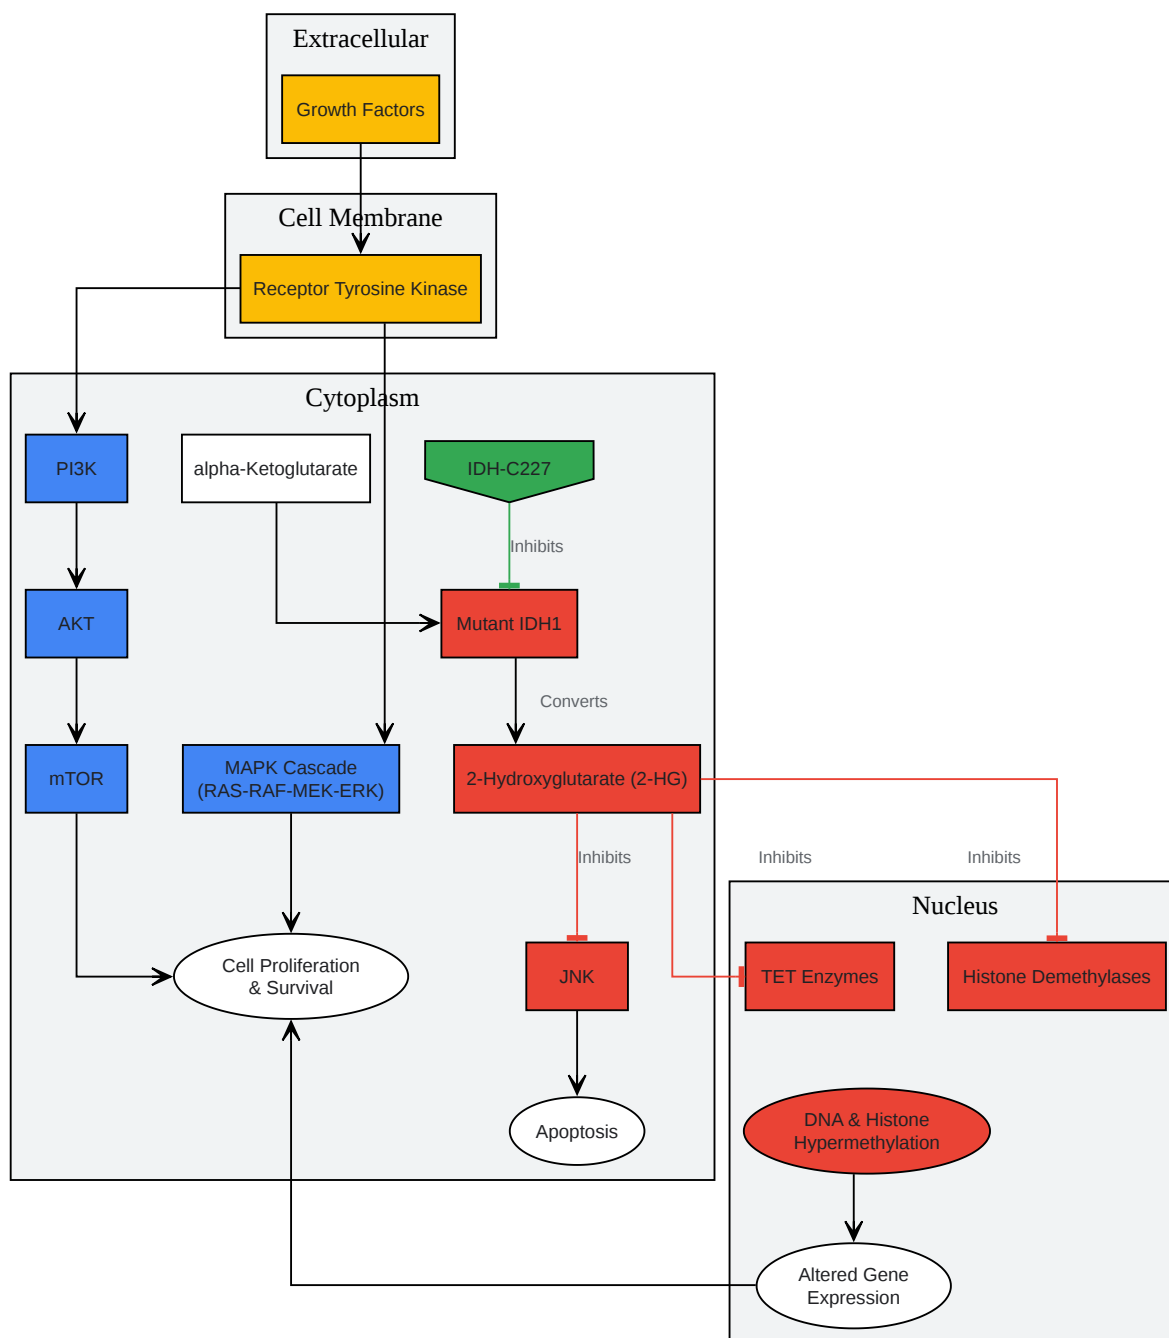 Extracellular
Growth Factors
Cell Membrane
Receptor Tyrosine Kinase
Cytoplasm
PI3K
alpha-Ketoglutarate
IDH-C227
Inhibits
AKT
Mutant IDH1
Converts
mTOR
MAPK Cascade
(RAS-RAF-MEK-ERK)
2-Hydroxyglutarate (2-HG)
Inhibits
Inhibits
Inhibits
Nucleus
Cell Proliferation
& Survival
JNK
TET Enzymes
Histone Demethylases
Apoptosis
DNA & Histone
Hypermethylation
Altered Gene
Expression